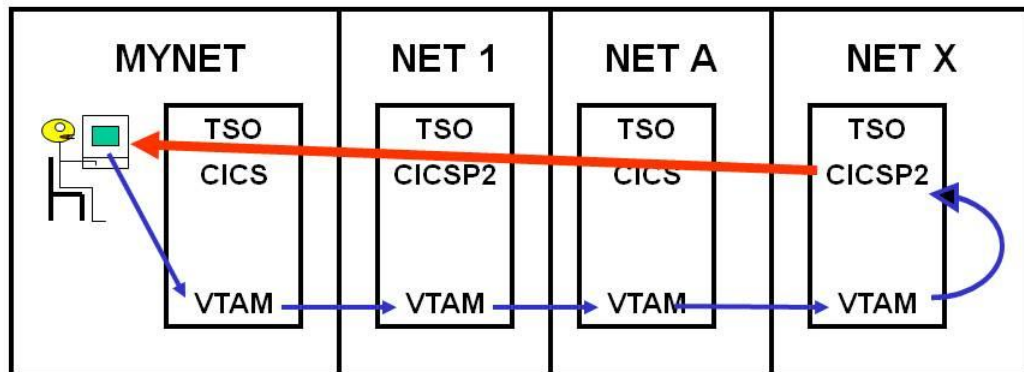 MYNET
TSO
CICS
VTAM
NET 1
TSO
CICSP2
VTAM
NET A
TSO
CICS
VTAM
NET X
TSO
CICSP2
VTAM